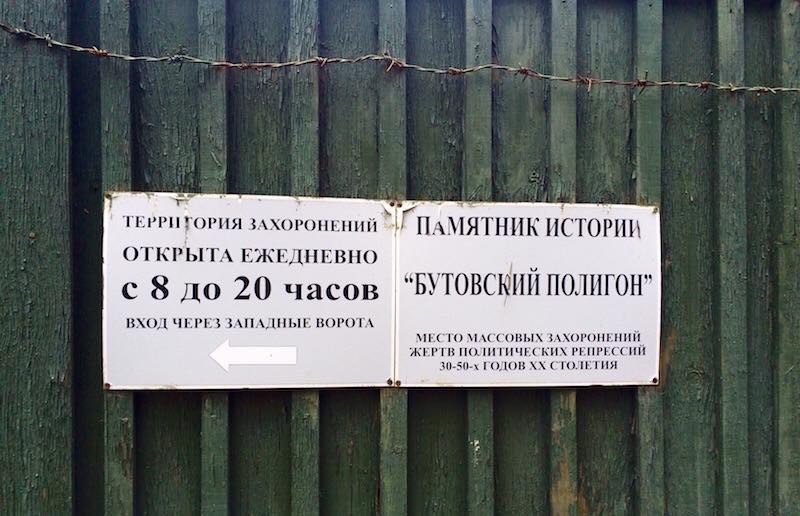 ТЕРРИТОРИЯ ЗАХОРОНЕНИЙ
ОТКРЫТА ЕЖЕДНЕВНО
с 8 до 20 часов
ВХОД ЧЕРЕЗ ЗАПАДНЫЕ ВОРОТА
ПАМЯТНИК ИСТОРИИ
“БУТОВСКИЙ ПОЛИГОН”
МЕСТО МАССОВЫХ ЗАХОРОНЕНИЙ
ЖЕРТВ ПОЛИТИЧЕСКИХ РЕПРЕССИЙ
30-50-х ГОДОВ XX СТОЛЕТИЯ